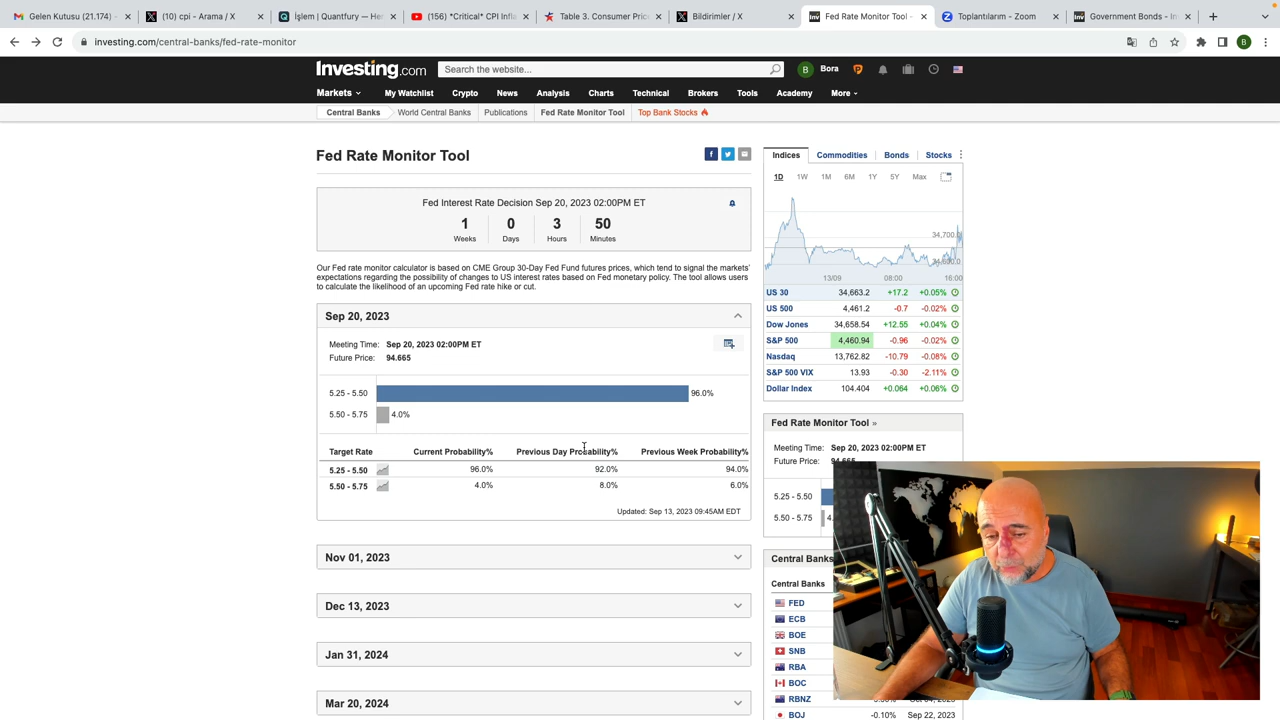 Gelen Kutusu (21.174) -
(10) cpi - Arama / X
İşlem | Quantfury — He
(156) *Critical* CPI Infla
Table 3. Consumer Price
Bildirimler / X
Fed Rate Monitor Tool -
Toplantılarım - Zoom
Government Bonds - In
investing.com/central-banks/fed-rate-monitor
B
Investing.com
Search the website...
B
Bora
Markets
My Watchlist
Crypto
News
Analysis
Charts
Technical
Brokers
Tools
Academy
More
Central Banks
World Central Banks
Publications
Fed Rate Monitor Tool
Top Bank Stocks
Fed Rate Monitor Tool
Fed Interest Rate Decision Sep 20, 2023 02:00PM ET
1 0 3 50
Weeks Days Hours Minutes
Our Fed rate monitor calculator is based on CME Group 30-Day Fed Fund futures prices, which tend to signal the markets'
expectations regarding the possibility of changes to US interest rates based on Fed monetary policy. The tool allows users
to calculate the likelihood of an upcoming Fed rate hike or cut.
Sep 20, 2023
Meeting Time: Sep 20, 2023 02:00PM ET
Future Price: 94.665
5.25 - 5.50 96.0%
5.50 - 5.75 4.0%
Target Rate Current Probability% Previous Day Probability% Previous Week Probability%
5.25 - 5.50 96.0% 92.0% 94.0%
5.50 - 5.75 4.0% 8.0% 6.0%
Updated: Sep 13, 2023 09:45AM EDT
Nov 01, 2023
Dec 13, 2023
Jan 31, 2024
Mar 20, 2024
Indices Commodities Bonds Stocks
1D 1W 1M 6M 1Y 5Y Max
34,700.0
13/09 08:00 16:00
US 30 34,663.2 +17.2 +0.05%
US 500 4,461.2 -0.7 -0.02%
Dow Jones 34,658.54 +12.55 +0.04%
S&P 500 4,460.94 -0.96 -0.02%
Nasdaq 13,762.82 -10.79 -0.08%
S&P 500 VIX 13.93 -0.30 -2.11%
Dollar Index 104.404 +0.064 +0.06%
Fed Rate Monitor Tool »
Meeting Time: Sep 20, 2023 02:00PM ET
Future Price: 94.665
5.25 - 5.50
5.50 - 5.75 4.
Central Banks
Central Banks
FED
ECB
BOE
SNB
RBA
BOC
RBNZ
BOJ -0.10% Sep 22, 2023